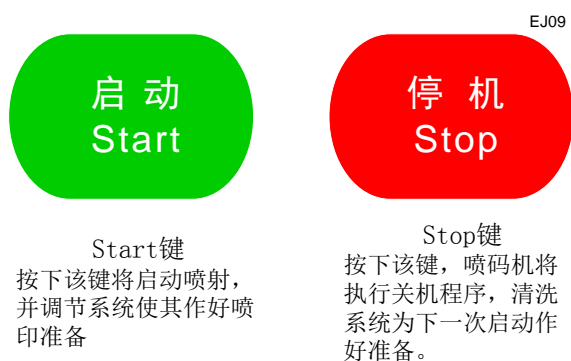 EJ09
启 动
Start
停 机
Stop
Start键
按下该键将启动喷射，
并调节系统使其作好喷
印准备
Stop键
按下该键，喷码机将
执行关机程序，清洗
系统为下一次启动作
好准备。